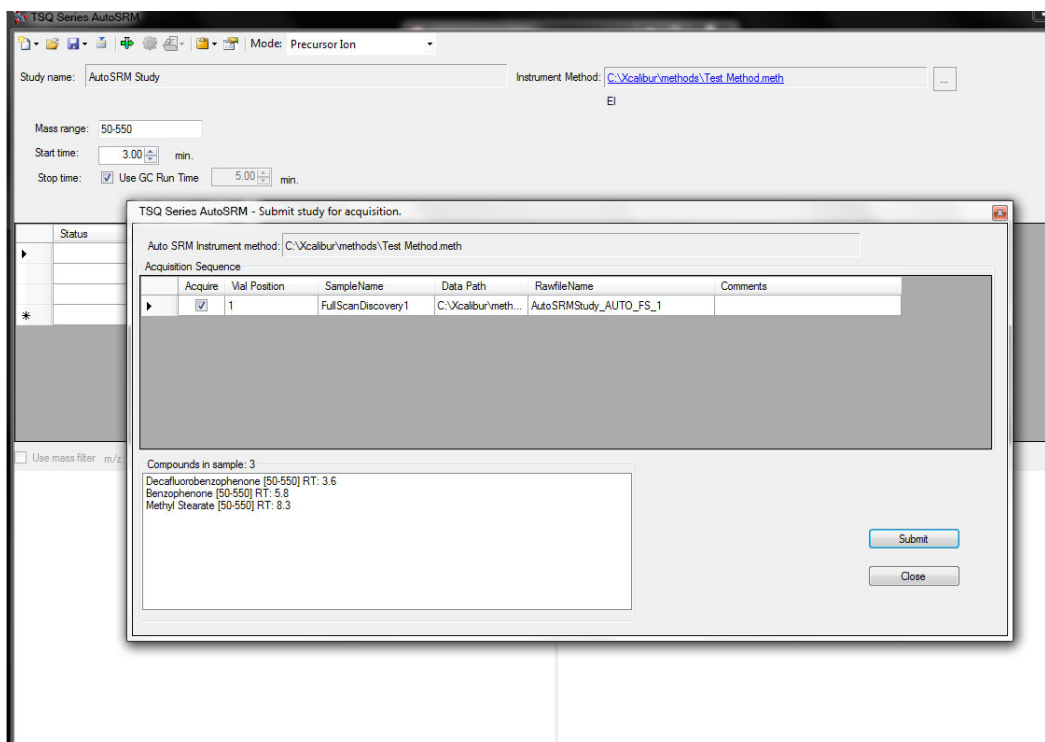 TSQ Series AutoSRM
Mode: Precursor Ion
Study name: AutoSRM Study Instrument Method: C:\Xcalibur\methods\Test Method.meth ...
EI
Mass range: 50-550
Start time: 3.00 min.
Stop time: Use GC Run Time 5.00 min.
TSQ Series AutoSRM - Submit study for acquisition.
Status
Auto SRM Instrument method: C:\Xcalibur\methods\Test Method.meth
Acquisition Sequence
Acquire Vial Position SampleName Data Path RawfileName Comments
1 FullScanDiscovery1 C:\Xcalibur\meth... AutoSRMStudy_AUTO_FS_1
Use mass filter m/z:
Compounds in sample: 3
Decafluorobenzophenone [50-550] RT: 3.6
Benzophenone [50-550] RT: 5.8
Methyl Stearate [50-550] RT: 8.3
Submit
Close